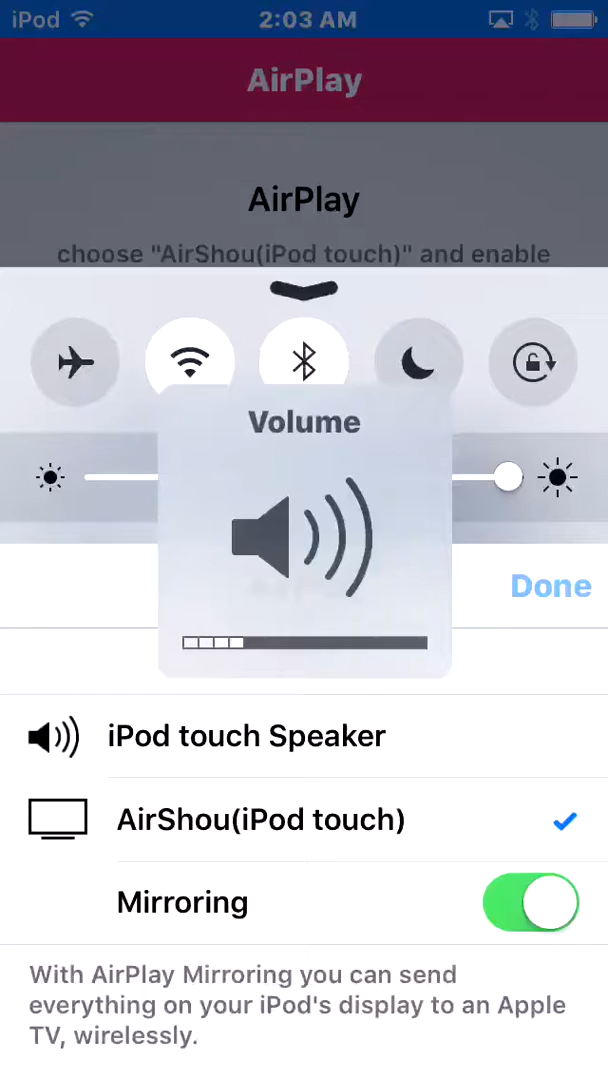 iPod 2:03 AM
AirPlay
AirPlay
choose "AirShou(iPod touch)" and enable
Volume
Done
iPod touch Speaker
AirShou(iPod touch)
Mirroring
With AirPlay Mirroring you can send
everything on your iPod's display to an Apple
TV, wirelessly.